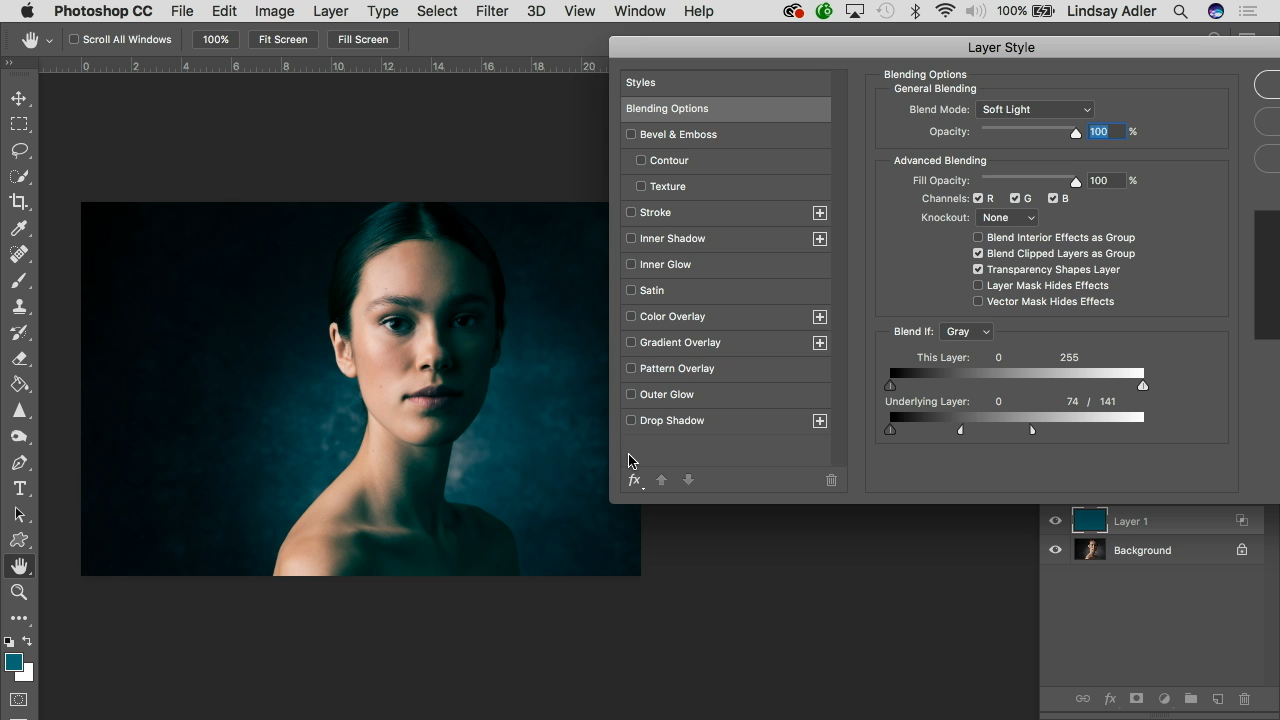 Photoshop CC File Edit Image Layer Type Select Filter 3D View Window Help 100% Lindsay Adler
Scroll All Windows 100% Fit Screen Fill Screen
0 2 4 6 8 10 12 14 16 18 20
Layer Style
Styles
Blending Options
Bevel & Emboss
Contour
Texture
Stroke
Inner Shadow
Inner Glow
Satin
Color Overlay
Gradient Overlay
Pattern Overlay
Outer Glow
Drop Shadow
fx
Blending Options
General Blending
Blend Mode: Soft Light
Opacity: 100 %
Advanced Blending
Fill Opacity: 100 %
Channels: R G B
Knockout: None
Blend Interior Effects as Group
Blend Clipped Layers as Group
Transparency Shapes Layer
Layer Mask Hides Effects
Vector Mask Hides Effects
Blend If: Gray
This Layer: 0 255
Underlying Layer: 0 74 / 141
Layer 1
Background
fx